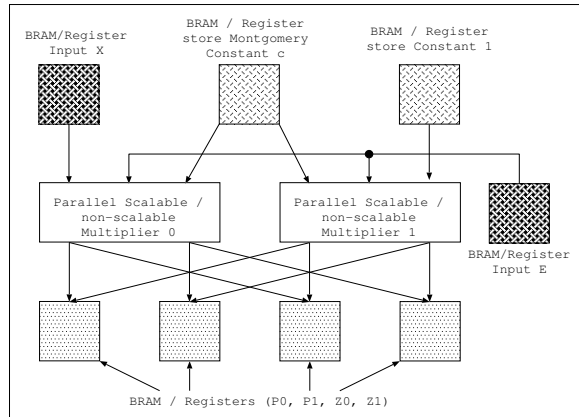 BRAM/Register
Input X
BRAM / Register
store Montgomery
Constant c
BRAM / Register
store Constant 1
Parallel Scalable /
non-scalable
Multiplier 0
Parallel Scalable /
non-scalable
Multiplier 1
BRAM/Register
Input E
BRAM / Registers (P0, P1, Z0, Z1)